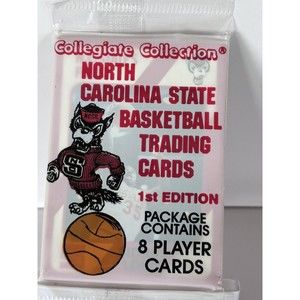 Collegiate Collection®
NORTH
CAROLINA STATE
BASKETBALL
TRADING
CARDS
1st EDITION
PACKAGE
CONTAINS
8 PLAYER
CARDS